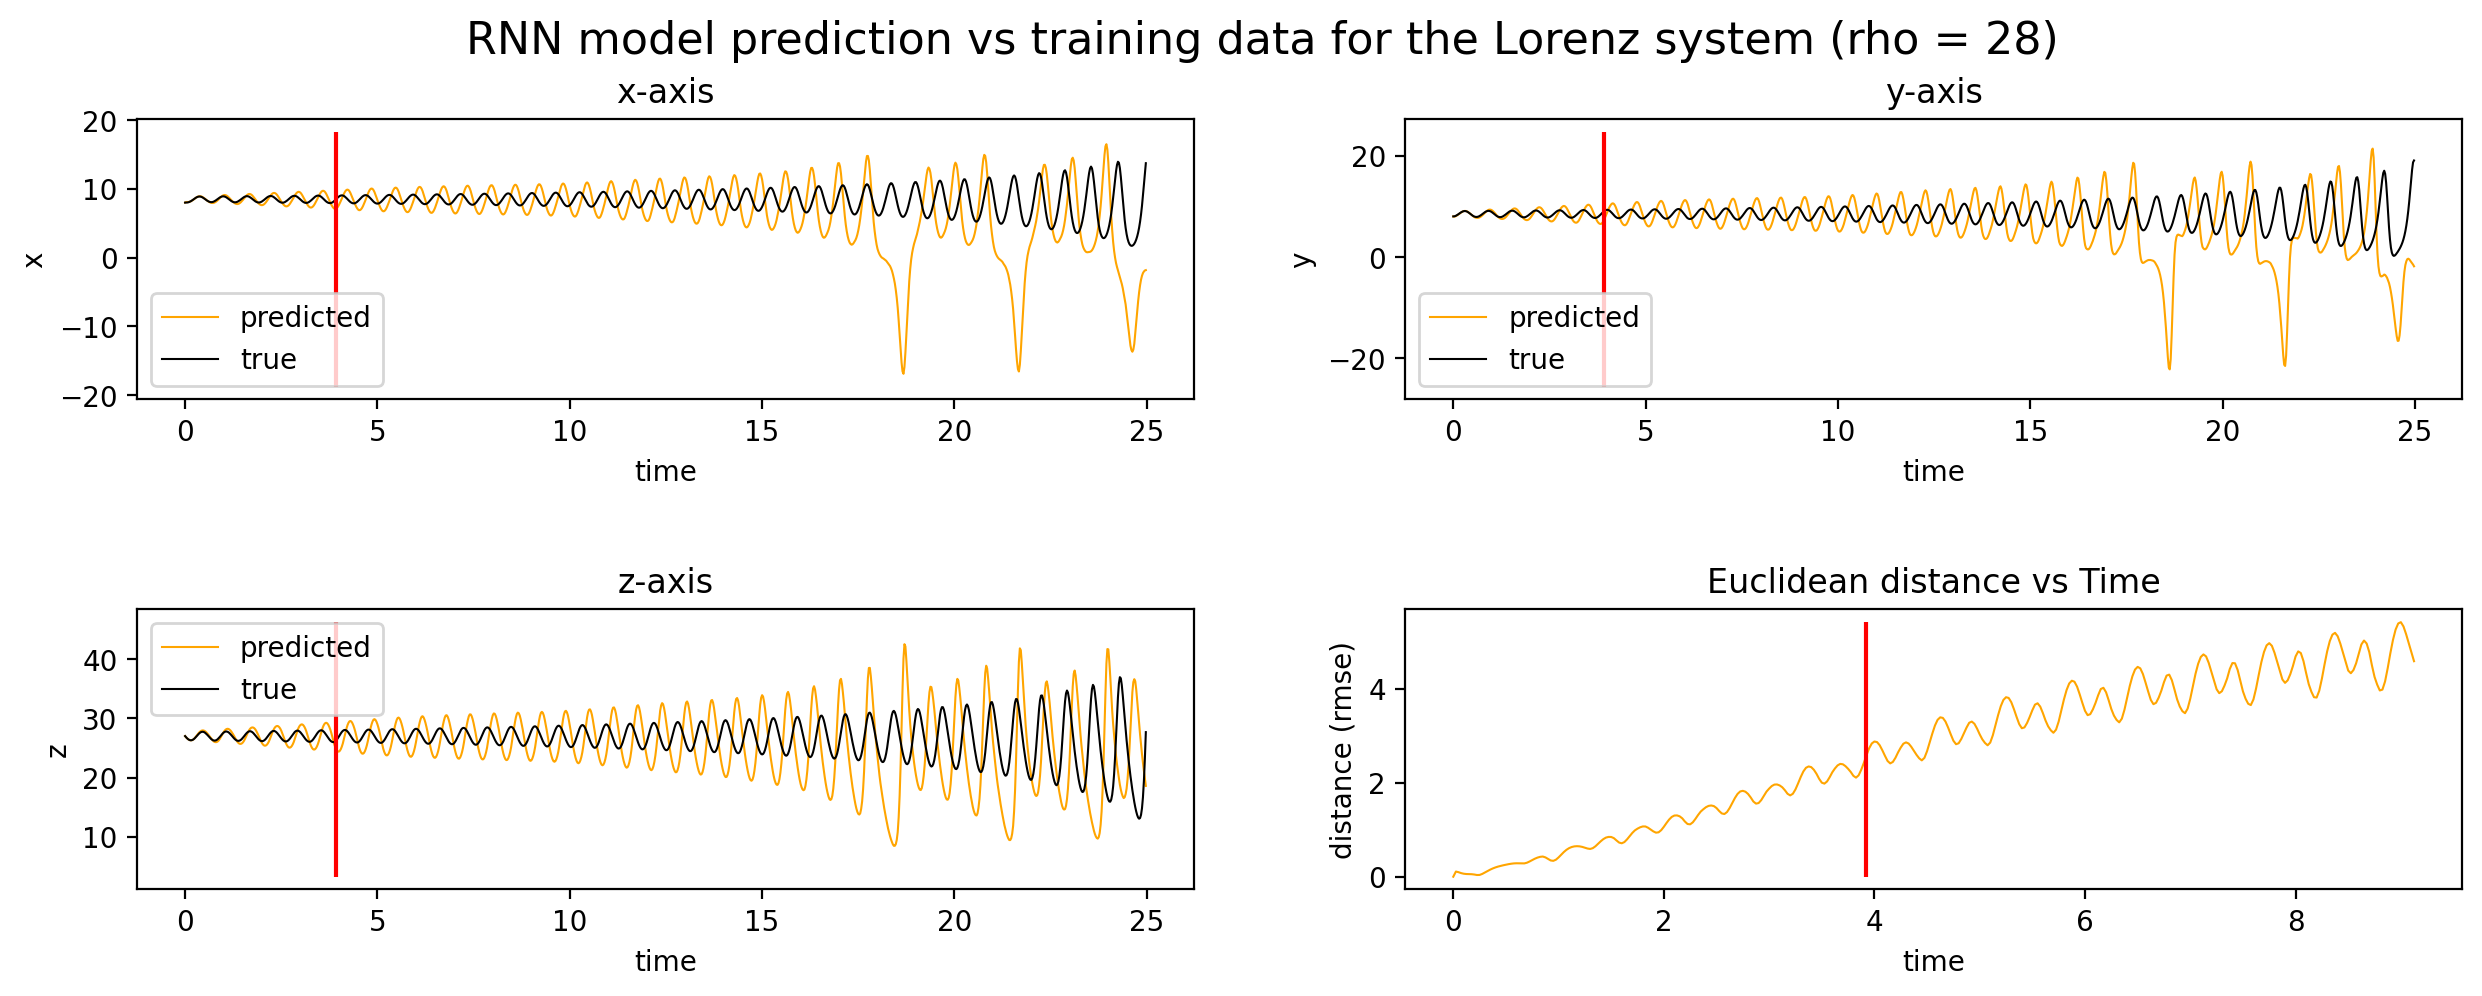 RNN model prediction vs training data for the Lorenz system (rho = 28)
x-axis
20
10
0
−10
−20
x
predicted
true
0 5 10 15 20 25
time
y-axis
20
0
−20
y
predicted
true
0 5 10 15 20 25
time
z-axis
40
30
20
10
z
predicted
true
0 5 10 15 20 25
time
Euclidean distance vs Time
4
2
0
distance (rmse)
0 2 4 6 8
time